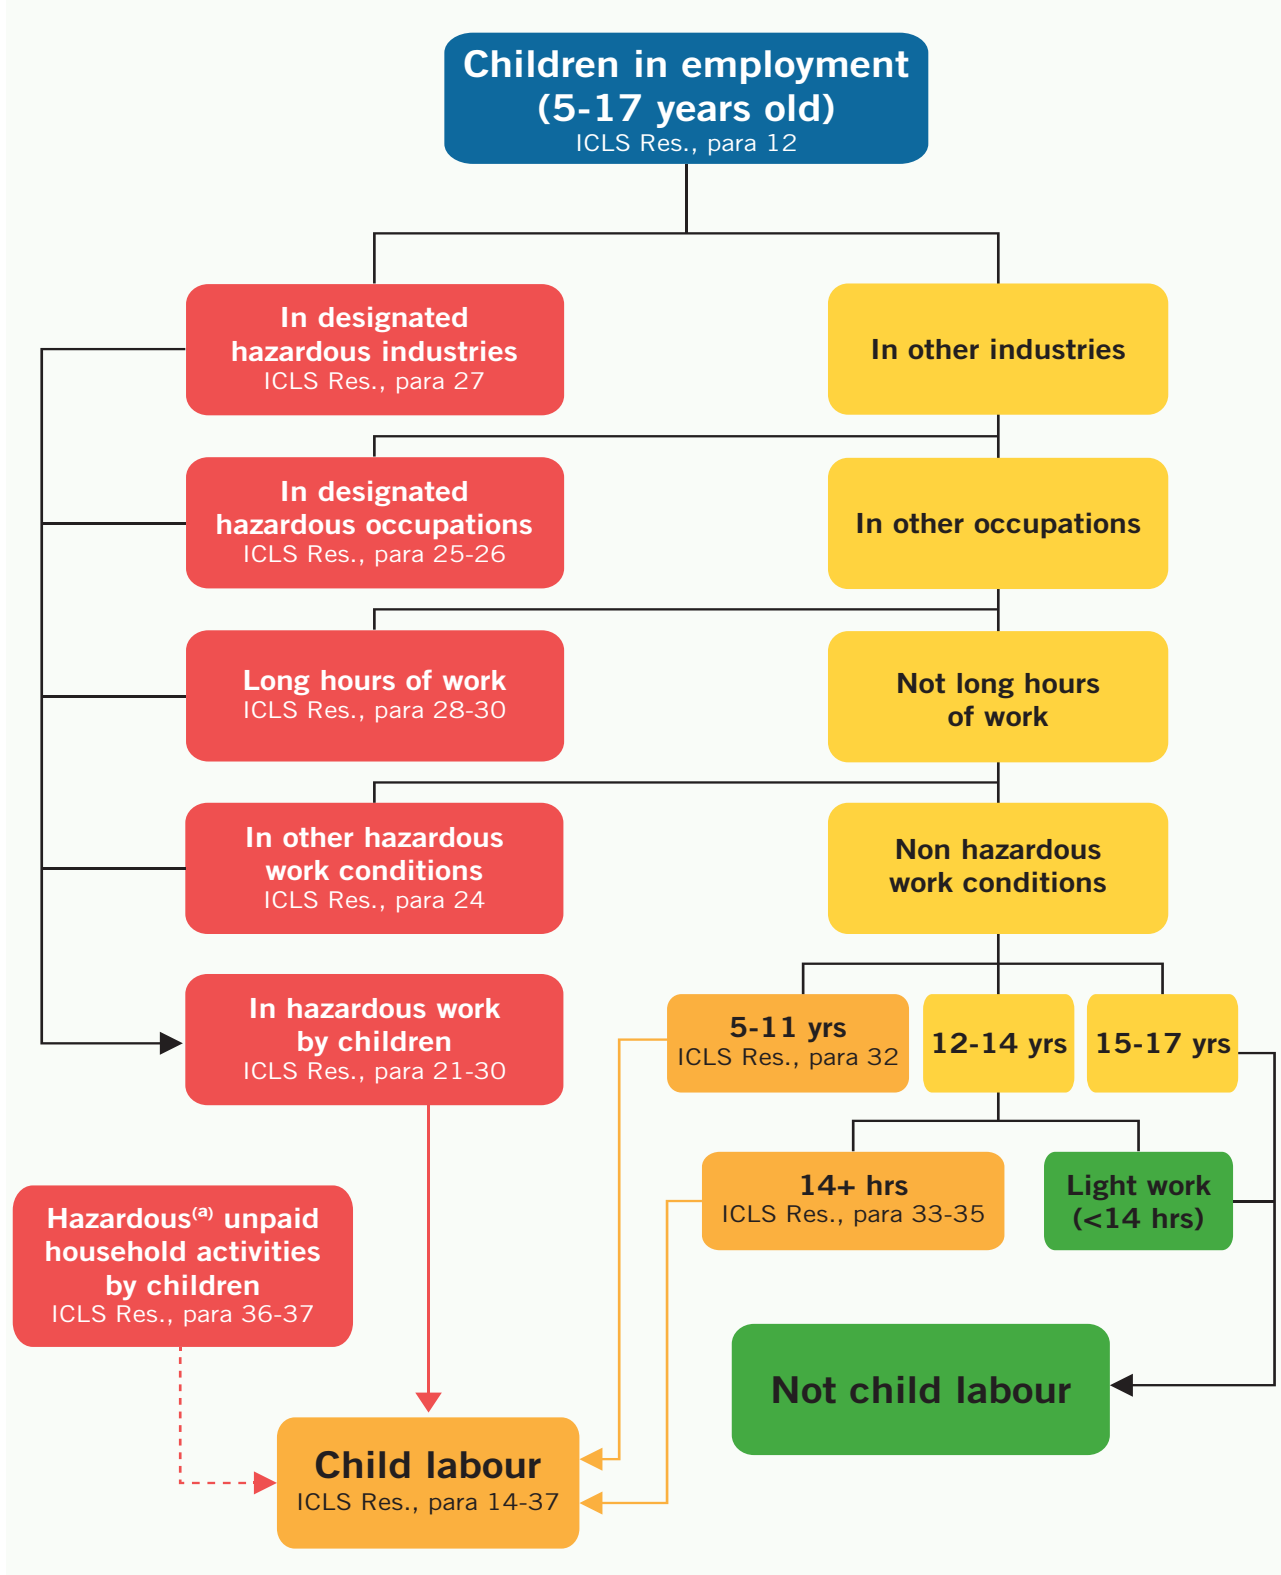 Children in employment
(5-17 years old)
ICLS Res., para 12
In designated
hazardous industries
ICLS Res., para 27
In other industries
In designated
hazardous occupations
ICLS Res., para 25-26
In other occupations
Long hours of work
ICLS Res., para 28-30
Not long hours
of work
In other hazardous
work conditions
ICLS Res., para 24
Non hazardous
work conditions
In hazardous work
by children
ICLS Res., para 21-30
5-11 yrs
ICLS Res., para 32
12-14 yrs
15-17 yrs
14+ hrs
ICLS Res., para 33-35
Light work
(<14 hrs)
Hazardous(a) unpaid
household activities
by children
ICLS Res., para 36-37
Not child labour
Child labour
ICLS Res., para 14-37